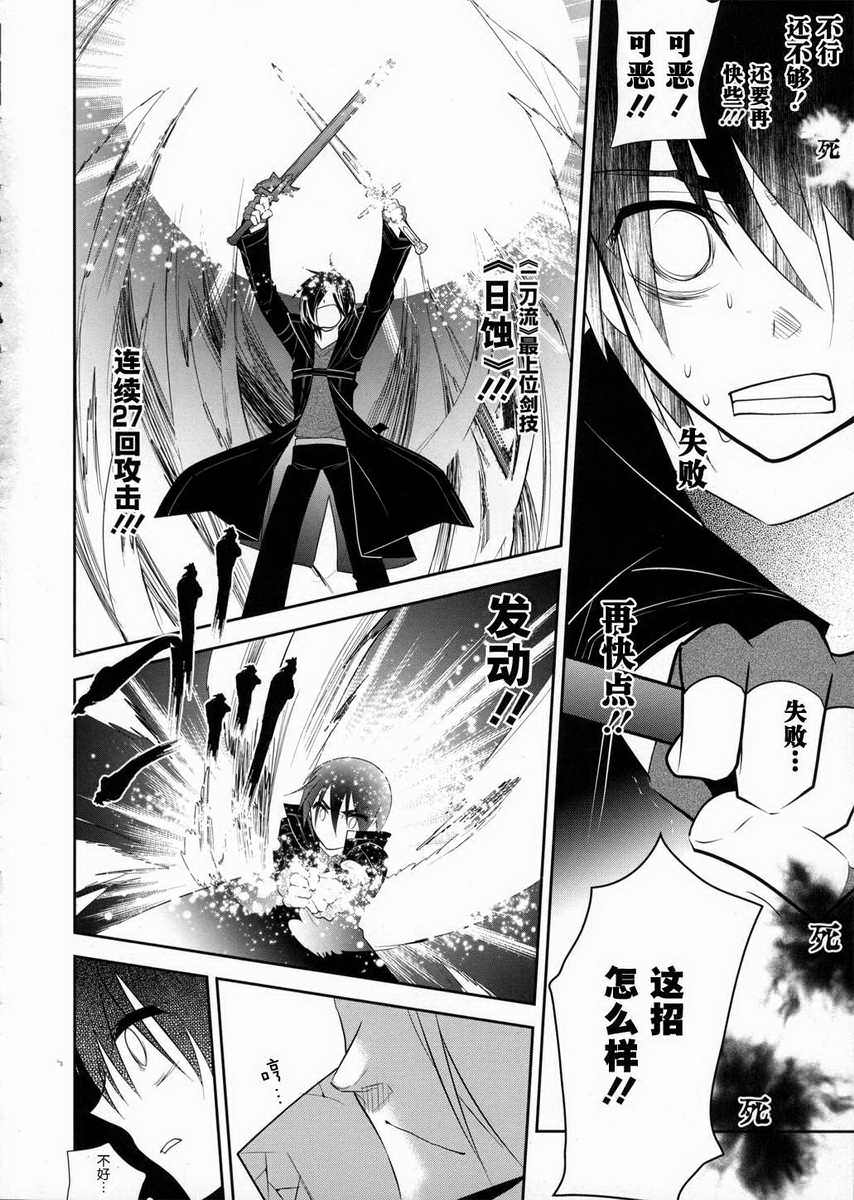 不行
还不够！
还要再
快些!!!
可恶！
可恶!!
死
失败
再快点!!
失败…
死
死
这招
怎么样!!
《二刀流》最上位剑技
《日蚀》!!!
连续27回攻击!!!
发动!!
哼…
不好…